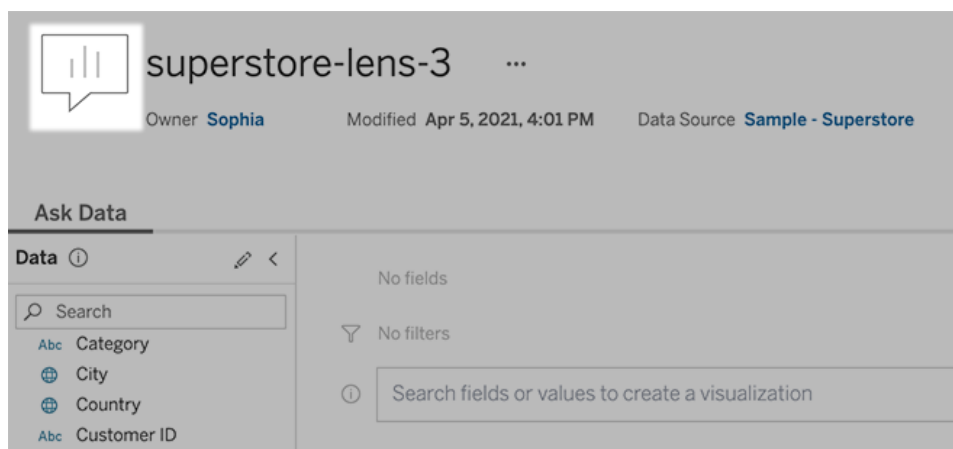 superstore-lens-3 ...
Owner Sophia Modified Apr 5, 2021, 4:01 PM Data Source Sample - Superstore
Ask Data
Data
No fields
Search
No filters
Abc Category
City
Search fields or values to create a visualization
Country
Abc Customer ID